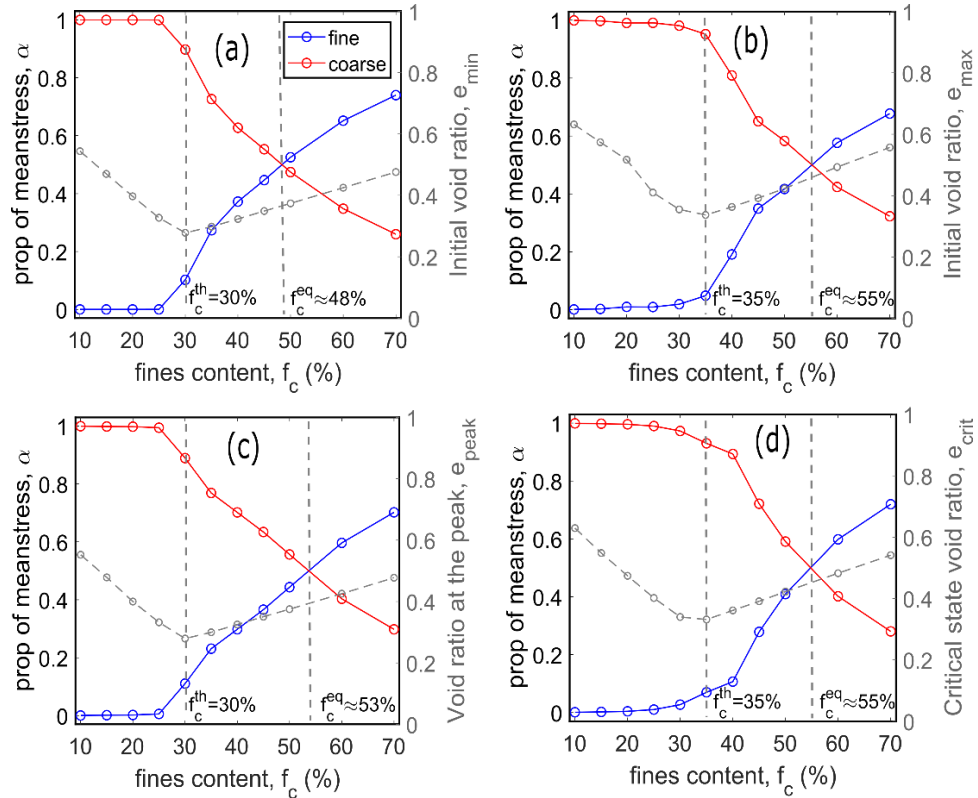 (a)
fine
coarse
prop of meanstress, α
1
0.8
0.6
0.4
0.2
0
Initial void ratio, e_min
1
0.8
0.6
0.4
0.2
0
f_c^th=30%
f_c^eq≈48%
10 20 30 40 50 60 70
fines content, f_c (%)
(b)
prop of meanstress, α
1
0.8
0.6
0.4
0.2
0
Initial void ratio, e_max
1
0.8
0.6
0.4
0.2
0
f_c^th=35%
f_c^eq≈55%
10 20 30 40 50 60 70
fines content, f_c (%)
(c)
prop of meanstress, α
1
0.8
0.6
0.4
0.2
0
Void ratio at the peak, e_peak
1
0.8
0.6
0.4
0.2
0
f_c^th=30%
f_c^eq≈53%
10 20 30 40 50 60 70
fines content, f_c (%)
(d)
prop of meanstress, α
1
0.8
0.6
0.4
0.2
0
Critical state void ratio, e_crit
1
0.8
0.6
0.4
0.2
0
f_c^th=35%
f_c^eq≈55%
10 20 30 40 50 60 70
fines content, f_c (%)